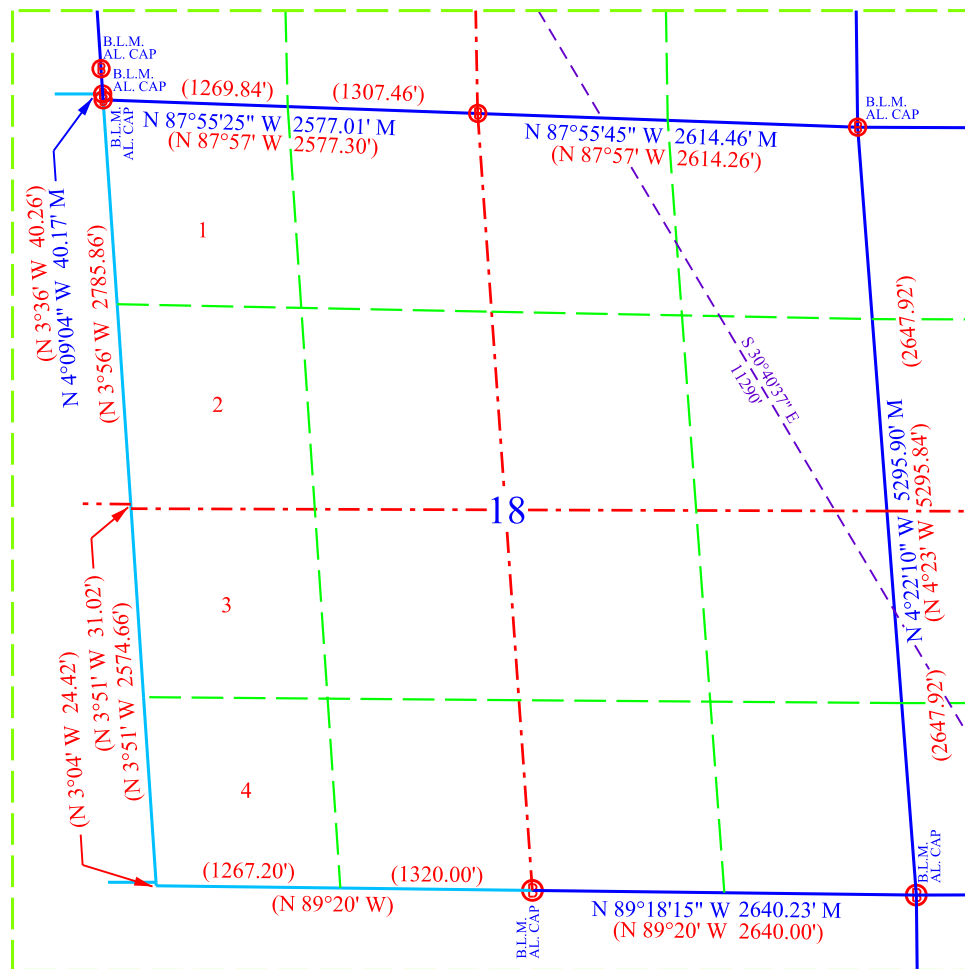 B.L.M.
AL. CAP
B.L.M.
AL. CAP
B.L.M.
AL. CAP
(1269.84')
(1307.46')
N 87°55'25" W 2577.01' M
(N 87°57' W 2577.30')
N 87°55'45" W 2614.46' M
(N 87°57' W 2614.26')
B.L.M.
AL. CAP
(N 3°36' W 40.26')
N 4°09'04" W 40.17' M
(N 3°56' W 2785.86')
1
2
S 30°40'37" E
11290'
(2647.92')
18
N 4°22'10" W 5295.90' M
(N 4°23' W 5295.84')
3
(N 3°04' W 24.42')
(N 3°51' W 31.02')
(N 3°51' W 2574.66')
(2647.92')
4
(1267.20')
(1320.00')
(N 89°20' W)
B.L.M.
AL. CAP
N 89°18'15" W 2640.23' M
(N 89°20' W 2640.00')
B.L.M.
AL. CAP